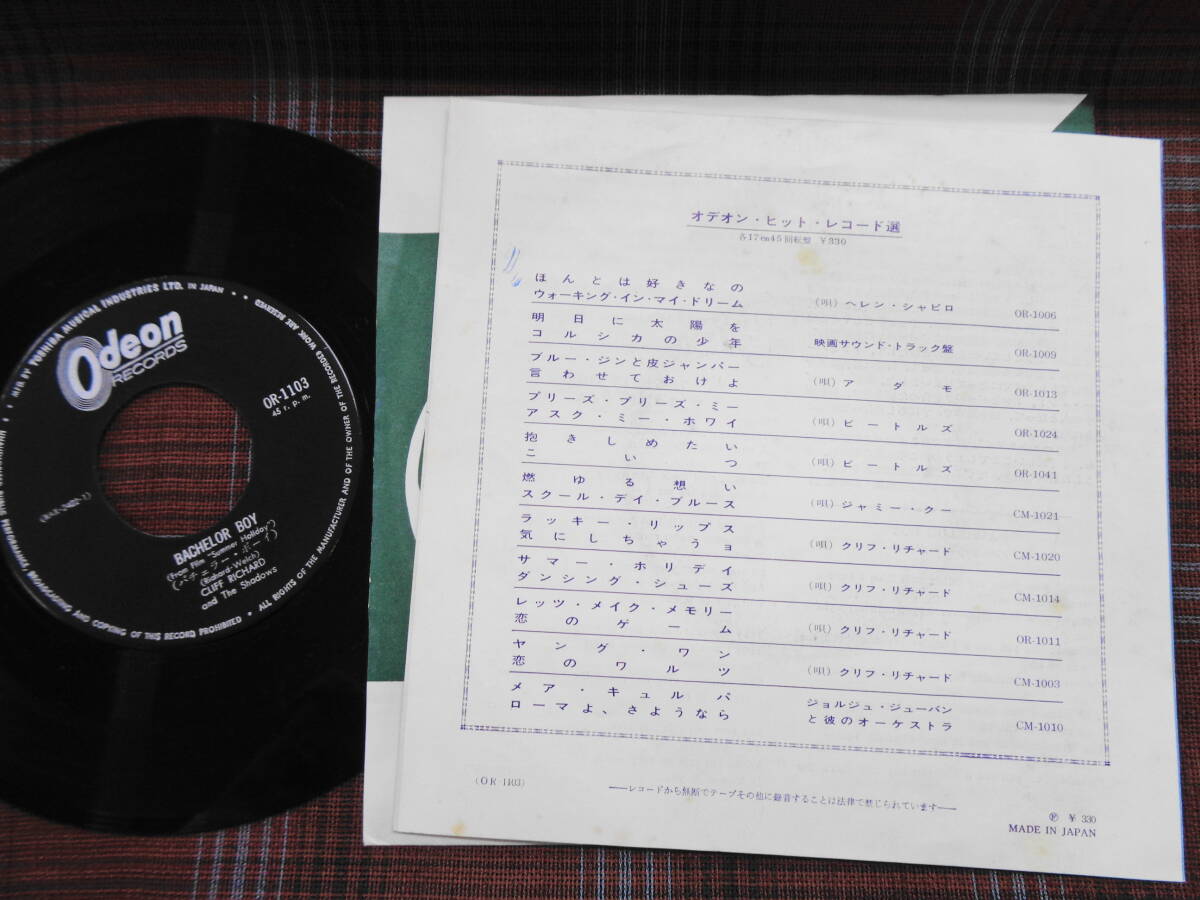 MFR BY TOSHIBA MUSICAL INDUSTRIES LTD. IN JAPAN • • ALL RIGHTS OF THE MANUFACTURER AND OF THE OWNER OF THE RECORDED WORK ARE RESERVED
PERFORMANCE, BROADCASTING AND COPYING OF THIS RECORD PROHIBITED •
Odeon
RECORDS
OR-1103
45 r. p. m.
BACHELOR BOY
(From Film "Summer Holiday")
(バチェラー・ボーイ)
(Richard-Welch)
CLIFF RICHARD
and The Shadows
オデオン・ヒット・レコード選
各17cm45回転盤 ￥330
ほんとは好きなの
ウォーキング・イン・マイ・ドリーム (唄) ヘレン・シャピロ OR-1006
明日に太陽を
コルシカの少年 映画サウンド・トラック盤 OR-1009
ブルー・ジンと皮ジャンパー
言わせておけよ (唄) アダモ OR-1013
プリーズ・プリーズ・ミー
アスク・ミー・ホワイ (唄) ビートルズ OR-1024
抱きしめたい
こいつ (唄) ビートルズ OR-1041
燃ゆる想い
スクール・デイ・ブルース (唄) ジャミー・クー CM-1021
ラッキー・リップス
気にしちゃうョ (唄) クリフ・リチャード CM-1020
サマー・ホリデイ
ダンシング・シューズ (唄) クリフ・リチャード CM-1014
レッツ・メイク・メモリー
恋のゲーム (唄) クリフ・リチャード OR-1011
ヤング・ワン
恋のワルツ (唄) クリフ・リチャード CM-1003
メア・キュルパ ジョルジュ・ジューバン
ローマよ、さようなら と彼のオーケストラ CM-1010
(OR-1103)
──レコードから無断でテープその他に録音することは法律で禁じられています──
Ⓟ ￥330
MADE IN JAPAN